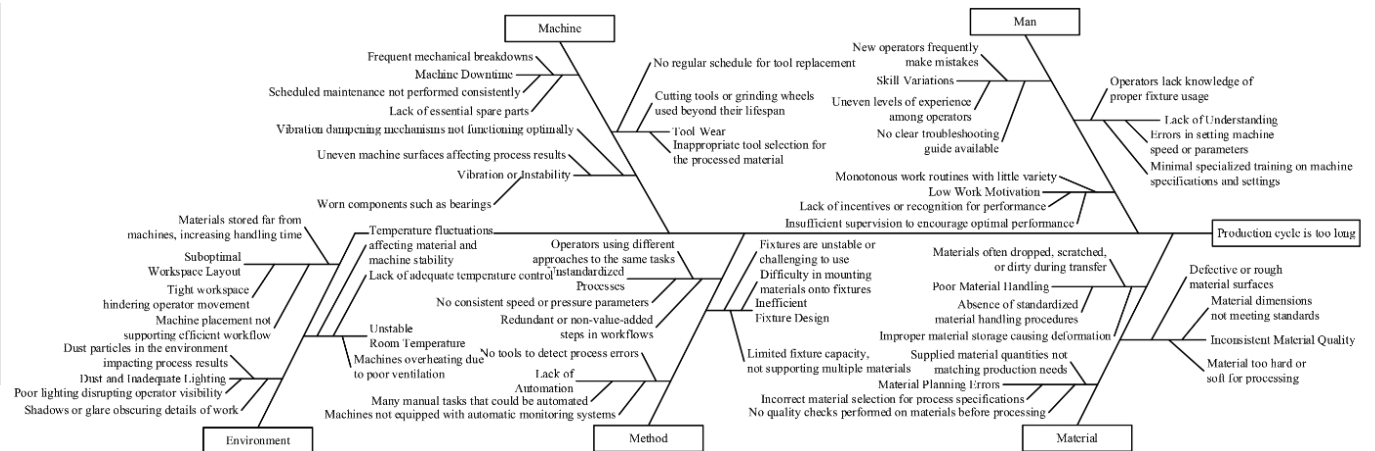 Machine
Frequent mechanical breakdowns
Machine Downtime
Scheduled maintenance not performed consistently
Lack of essential spare parts
No regular schedule for tool replacement
Cutting tools or grinding wheels
used beyond their lifespan
Tool Wear
Inappropriate tool selection for
the processed material
Vibration dampening mechanisms not functioning optimally
Uneven machine surfaces affecting process results
Vibration or Instability
Worn components such as bearings
Man
New operators frequently
make mistakes
Skill Variations
Uneven levels of experience
among operators
No clear troubleshooting
guide available
Operators lack knowledge of
proper fixture usage
Lack of Understanding
Errors in setting machine
speed or parameters
Minimal specialized training on machine
specifications and settings
Monotonous work routines with little variety
Low Work Motivation
Lack of incentives or recognition for performance
Insufficient supervision to encourage optimal performance
Production cycle is too long
Materials stored far from
machines, increasing handling time
Suboptimal
Workspace Layout
Tight workspace
hindering operator movement
Machine placement not
supporting efficient workflow
Temperature fluctuations
affecting material and
machine stability
Lack of adequate temperature control
Unstable
Room Temperature
Machines overheating due
to poor ventilation
Dust particles in the environment
impacting process results
Dust and Inadequate Lighting
Poor lighting disrupting operator visibility
Shadows or glare obscuring details of work
Environment
Operators using different
approaches to the same tasks
Unstandardized
Processes
No consistent speed or pressure parameters
Redundant or non-value-added
steps in workflows
Fixtures are unstable or
challenging to use
Difficulty in mounting
materials onto fixtures
Inefficient
Fixture Design
Limited fixture capacity,
not supporting multiple materials
No tools to detect process errors
Lack of
Automation
Many manual tasks that could be automated
Machines not equipped with automatic monitoring systems
Method
Materials often dropped, scratched,
or dirty during transfer
Poor Material Handling
Absence of standardized
material handling procedures
Improper material storage causing deformation
Defective or rough
material surfaces
Material dimensions
not meeting standards
Inconsistent Material Quality
Material too hard or
soft for processing
Supplied material quantities not
matching production needs
Material Planning Errors
Incorrect material selection for process specifications
No quality checks performed on materials before processing
Material